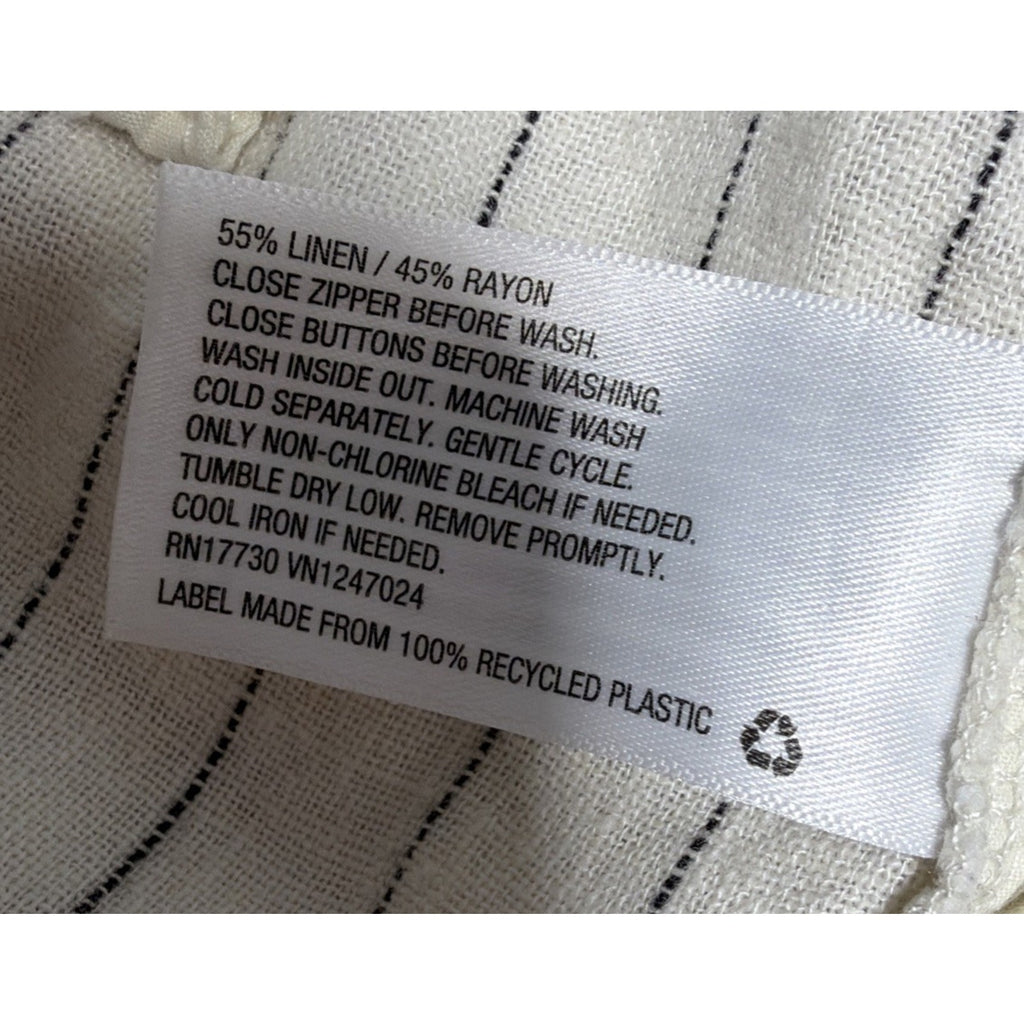 55% LINEN / 45% RAYON
CLOSE ZIPPER BEFORE WASH.
CLOSE BUTTONS BEFORE WASHING.
WASH INSIDE OUT. MACHINE WASH
COLD SEPARATELY. GENTLE CYCLE.
ONLY NON-CHLORINE BLEACH IF NEEDED.
TUMBLE DRY LOW. REMOVE PROMPTLY.
COOL IRON IF NEEDED.
RN17730 VN1247024
LABEL MADE FROM 100% RECYCLED PLASTIC